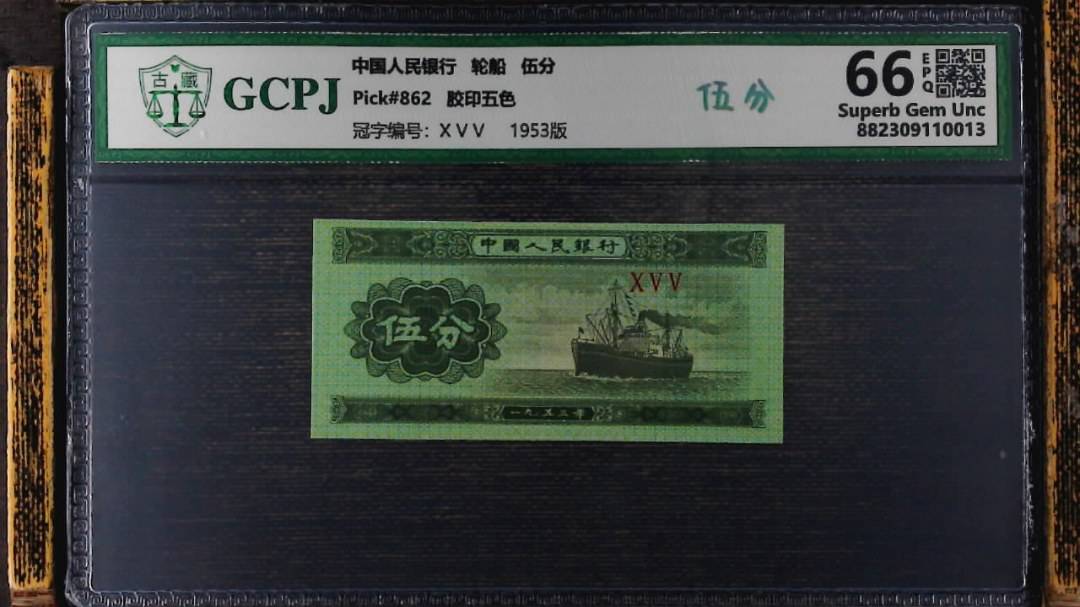 古 藏
GCPJ
中国人民银行 轮船 伍分
Pick#862 胶印五色
冠字编号：X V V 1953版
伍分
66 EPQ
Superb Gem Unc
882309110013
中國人民銀行
X V V
伍分
一九五三年